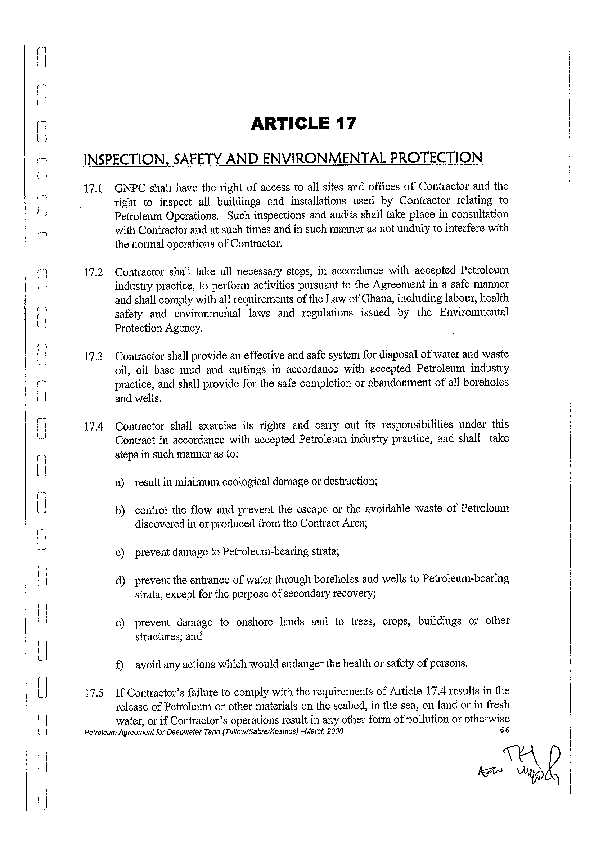 ARTICLE 17
INSPECTION, SAFETY AND ENVIRONMENTAL PROTECTION
17.1 GNPC shall have the right of access to all sites and offices of Contractor and the
right to inspect all buildings and installations used by Contractor relating to
Petroleum Operations. Such inspections and audits shall take place in consultation
with Contractor and at such times and in such manner as not unduly to interfere with
the normal operations of Contractor.
17.2 Contractor shall take all necessary steps, in accordance with accepted Petroleum
industry practice, to perform activities pursuant to the Agreement in a safe manner
and shall comply with all requirements of the Law of Ghana, including labour, health
safety and environmental laws and regulations issued by the Environmental
Protection Agency.
17.3 Contractor shall provide an effective and safe system for disposal of water and waste
oil, oil base mud and cuttings in accordance with accepted Petroleum industry
practice, and shall provide for the safe completion or abandonment of all boreholes
and wells.
17.4 Contractor shall exercise its rights and carry out its responsibilities under this
Contract in accordance with accepted Petroleum industry practice, and shall take
steps in such manner as to:
a) result in minimum ecological damage or destruction;
b) control the flow and prevent the escape or the avoidable waste of Petroleum
discovered in or produced from the Contract Area;
c) prevent damage to Petroleum-bearing strata;
d) prevent the entrance of water through boreholes and wells to Petroleum-bearing
strata, except for the purpose of secondary recovery;
e) prevent damage to onshore lands and to trees, crops, buildings or other
structures; and
f) avoid any actions which would endanger the health or safety of persons.
17.5 If Contractor's failure to comply with the requirements of Article 17.4 results in the
release of Petroleum or other materials on the seabed, in the sea, on land or in fresh
water, or if Contractor's operations result in any other form of pollution or otherwise
Petroleum Agreement for Deepwater Tano (Tullow/Sabre/Kosmos) –March 2006